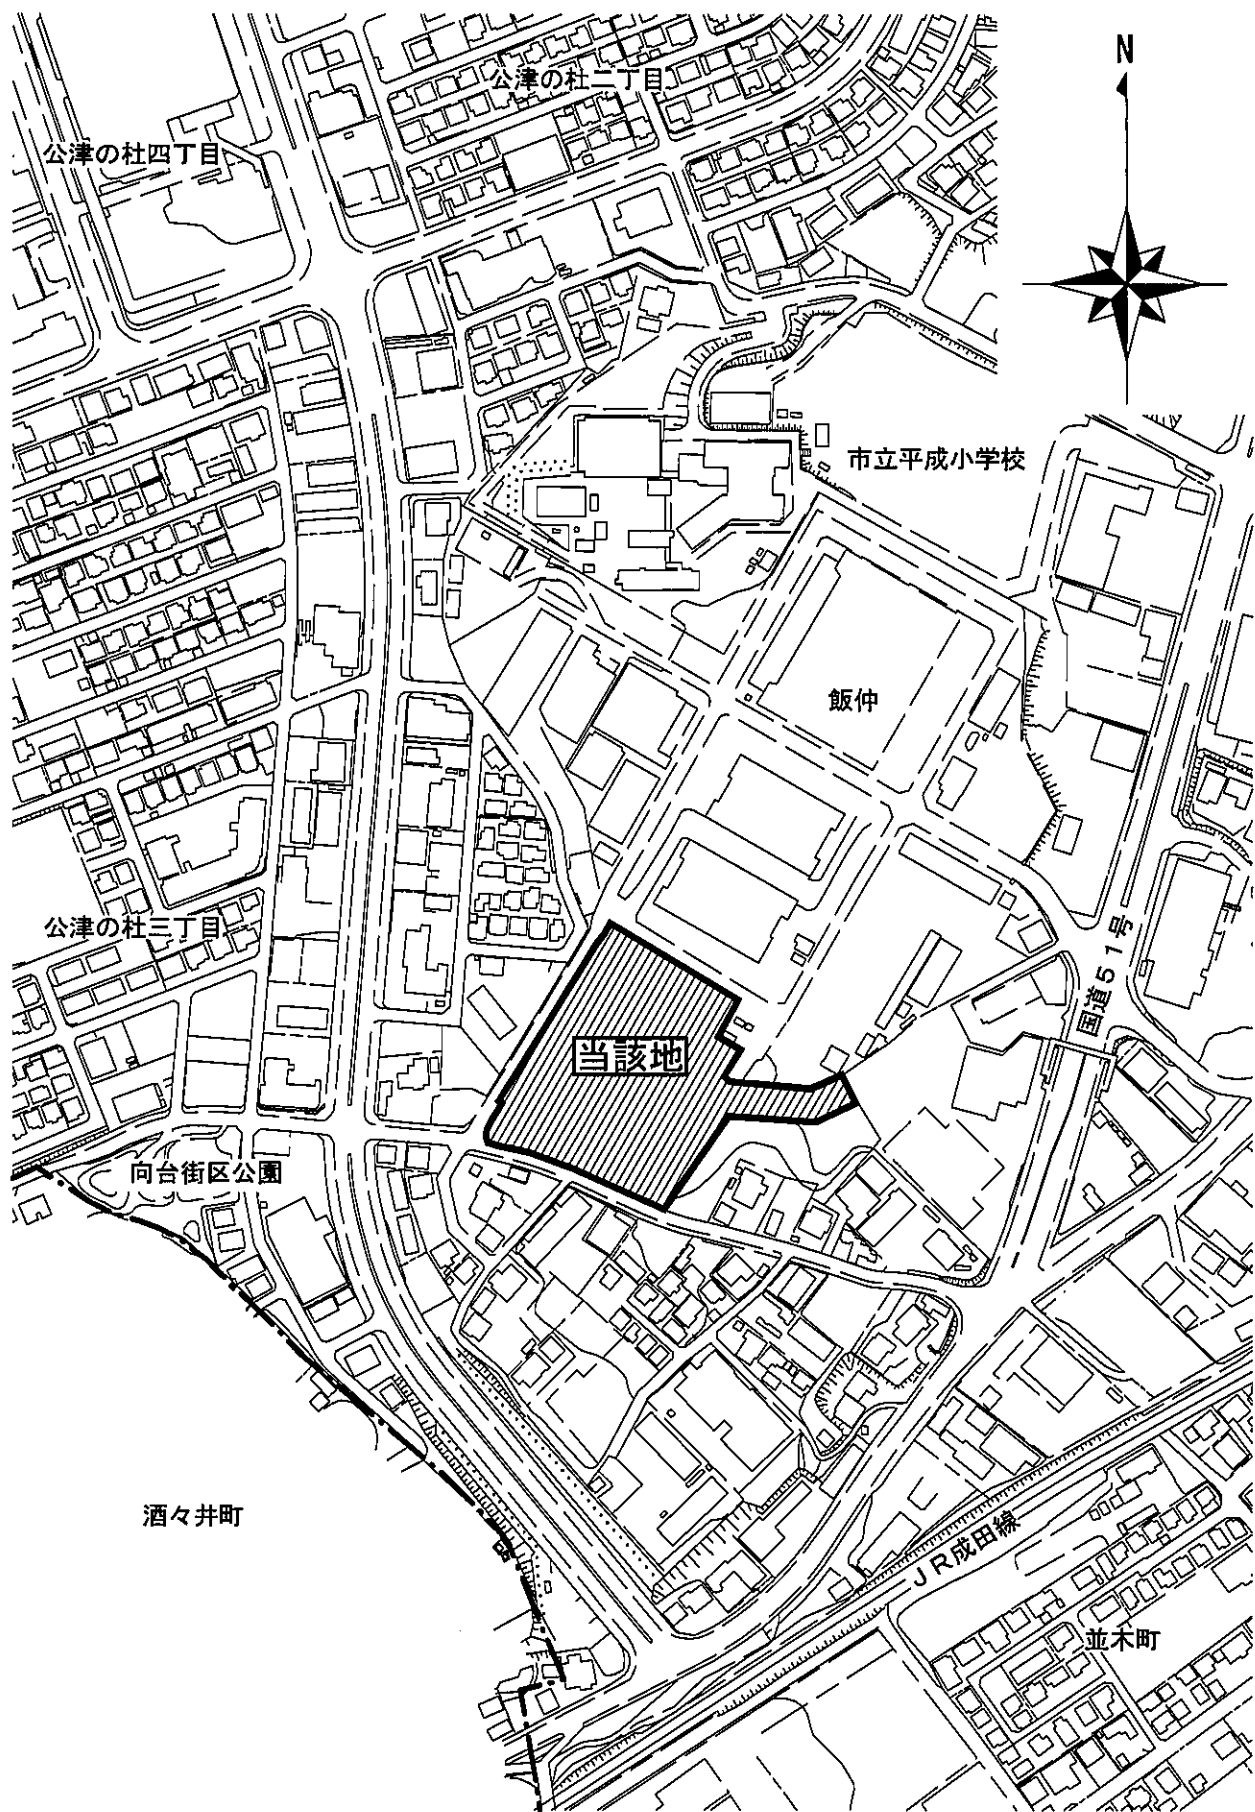 N
公津の杜二丁目
公津の杜四丁目
市立平成小学校
飯仲
公津の杜三丁目
国道51号
当該地
向台街区公園
酒々井町
JR成田線
並木町